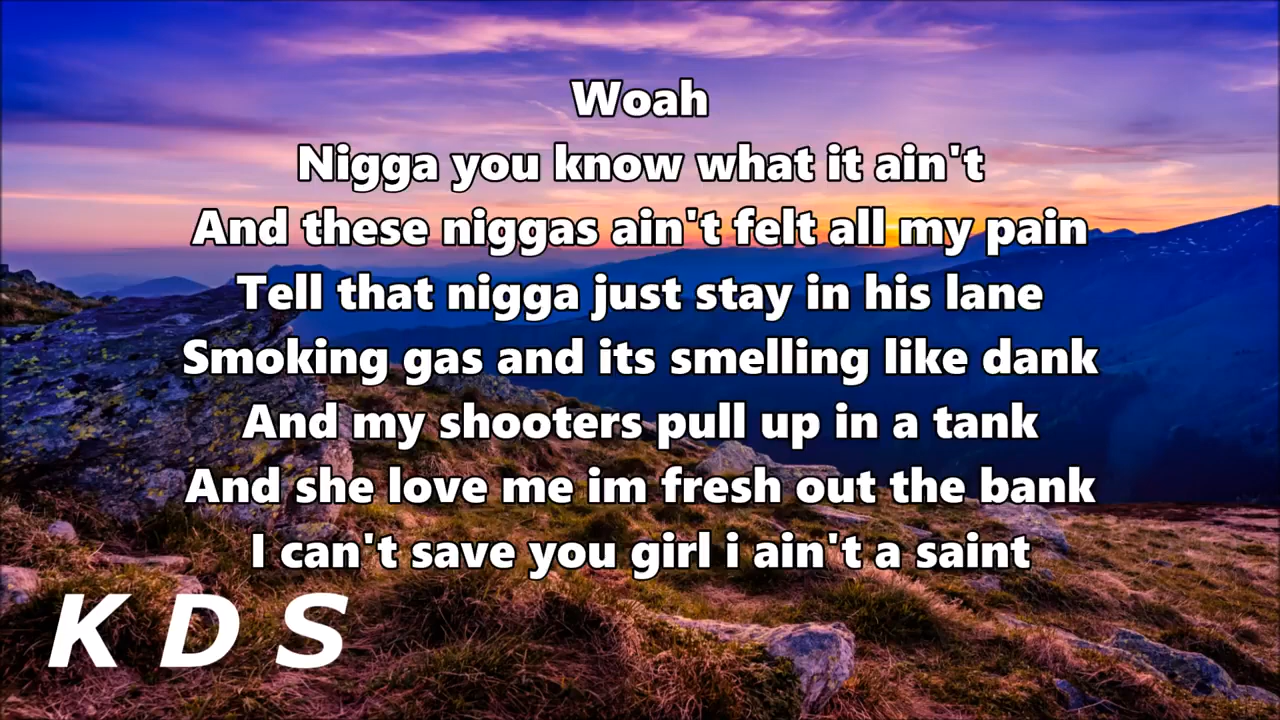 Woah
Nigga you know what it ain't
And these niggas ain't felt all my pain
Tell that nigga just stay in his lane
Smoking gas and its smelling like dank
And my shooters pull up in a tank
And she love me im fresh out the bank
I can't save you girl i ain't a saint
K D S